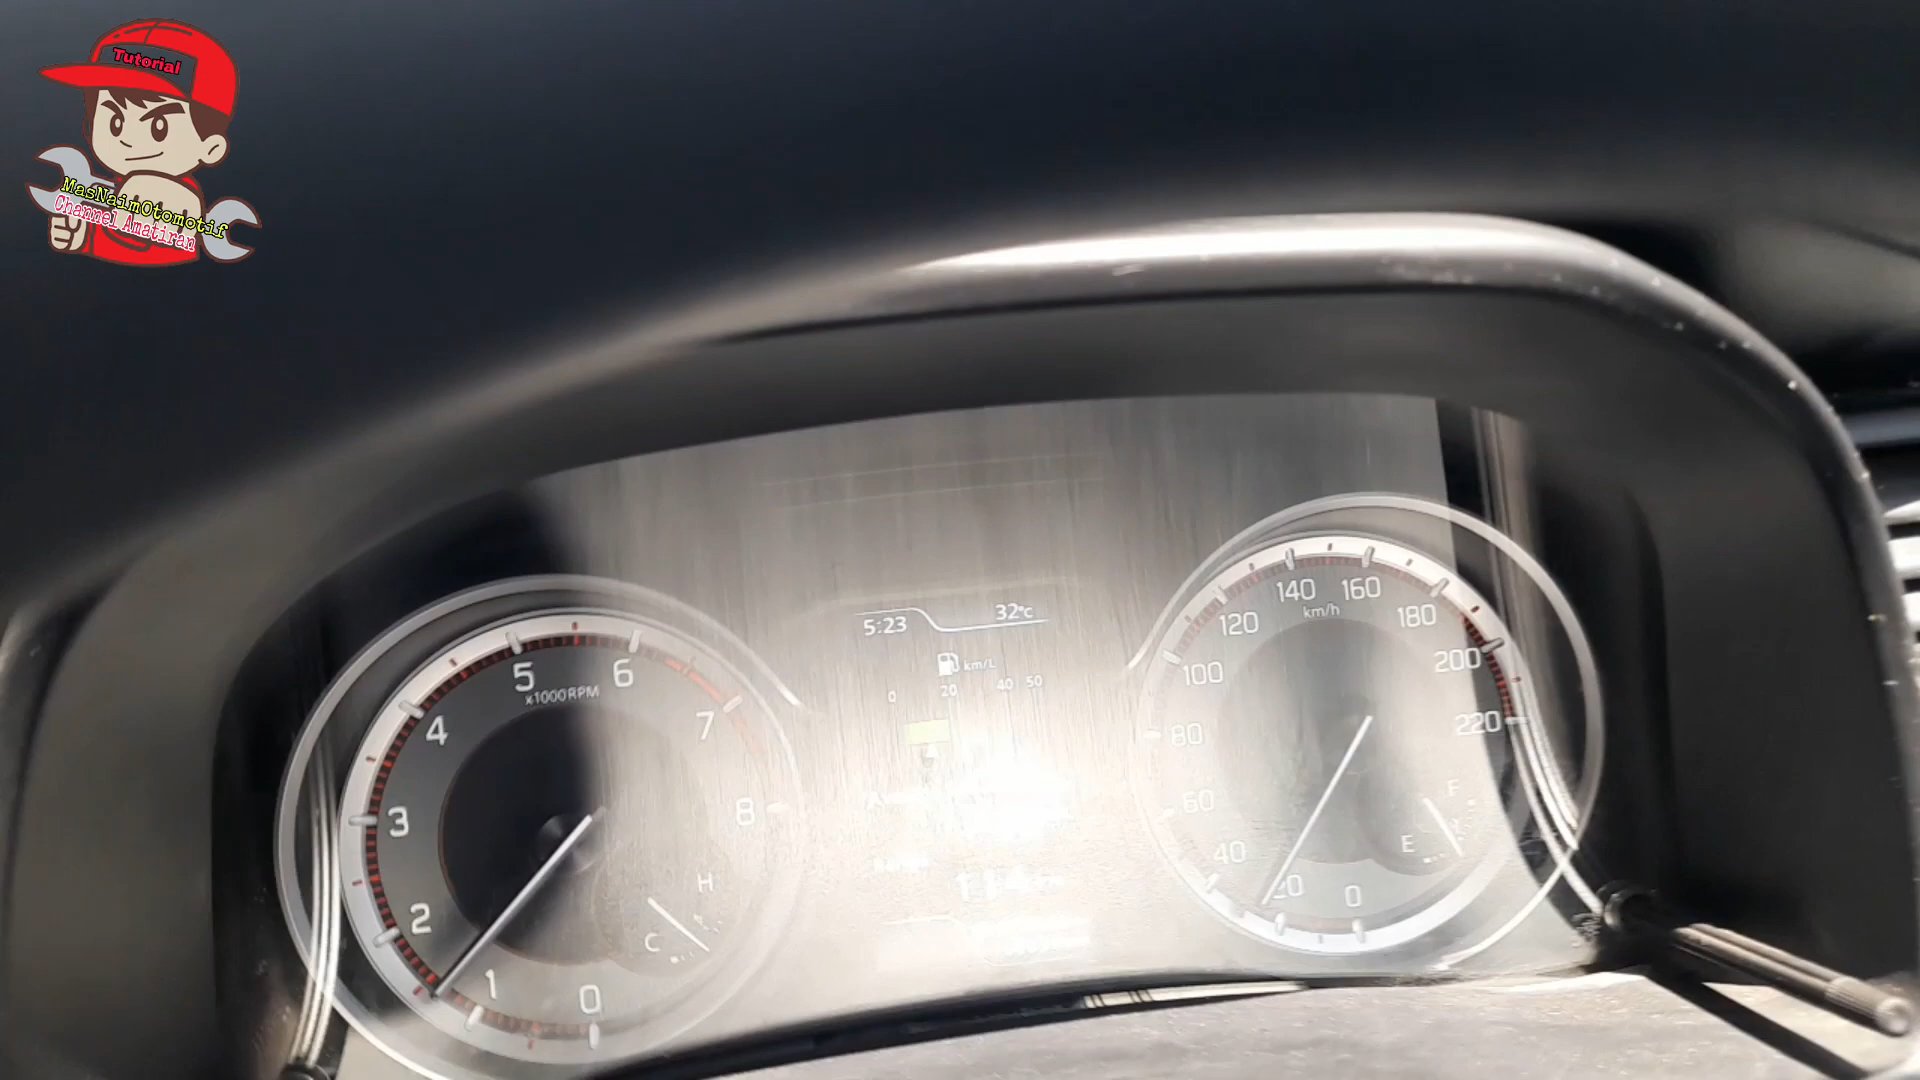 Tutorial
MasNaimOtomotif
Channel Amatiran
5:23 32°c
km/L
0 20 40 50
0 1 2 3 4 5 6 7 8
x1000RPM
C H
0 20 40 60 80 100 120 140 160 180 200 220
km/h
E F